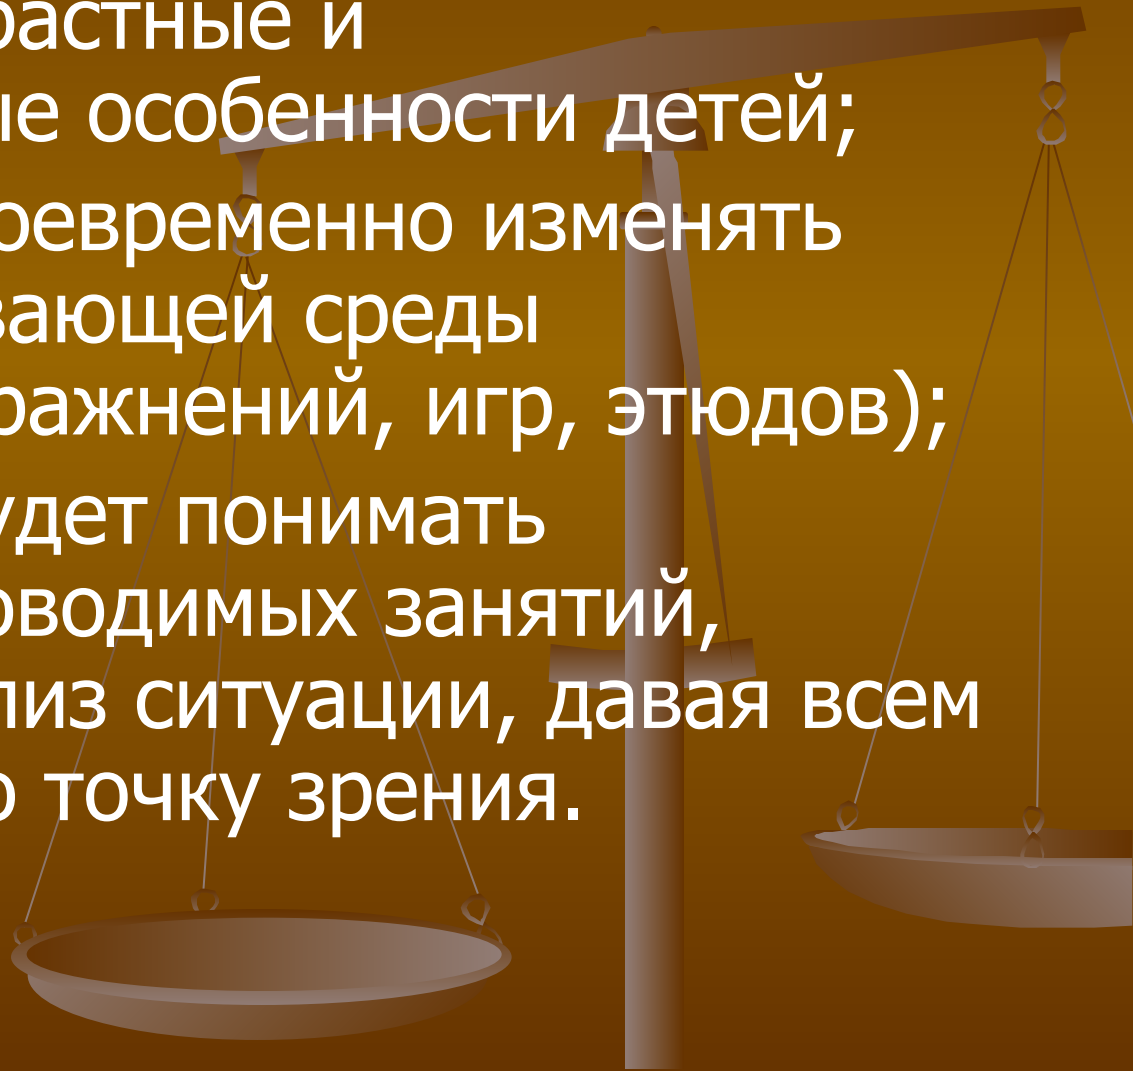 растные и
ые особенности детей;
оевременно изменять
вающей среды
ражнений, игр, этюдов);
удет понимать
оводимых занятий,
лиз ситуации, давая всем
о точку зрения.